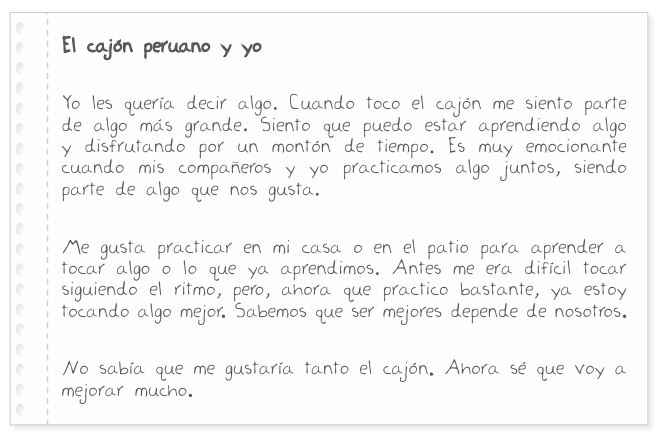 El cajón peruano y yo
Yo les quería decir algo. Cuando toco el cajón me siento parte
de algo más grande. Siento que puedo estar aprendiendo algo
y disfrutando por un montón de tiempo. Es muy emocionante
cuando mis compañeros y yo practicamos algo juntos, siendo
parte de algo que nos gusta.
Me gusta practicar en mi casa o en el patio para aprender a
tocar algo o lo que ya aprendimos. Antes me era difícil tocar
siguiendo el ritmo, pero, ahora que practico bastante, ya estoy
tocando algo mejor. Sabemos que ser mejores depende de nosotros.
No sabía que me gustaría tanto el cajón. Ahora sé que voy a
mejorar mucho.